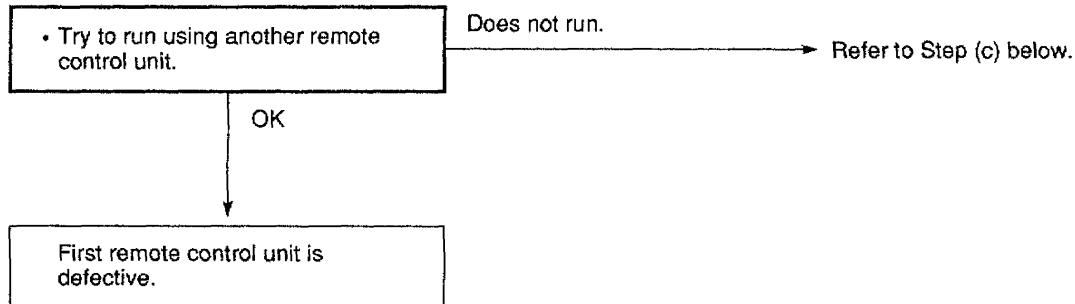 • Try to run using another remote
control unit.
Does not run.
Refer to Step (c) below.
OK
First remote control unit is
defective.